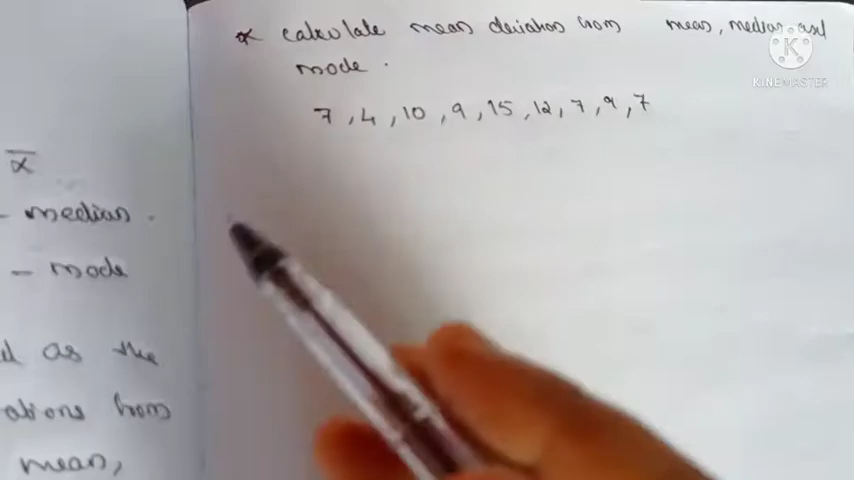 * calculate mean deviation from mean, median and
mode.
7, 4, 10, 9, 15, 12, 7, 9, 7
x̄
- median.
- mode
as the
ations from
mean,
K
KINEMASTER